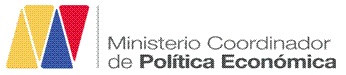 Ministerio Coordinador
de Política Económica